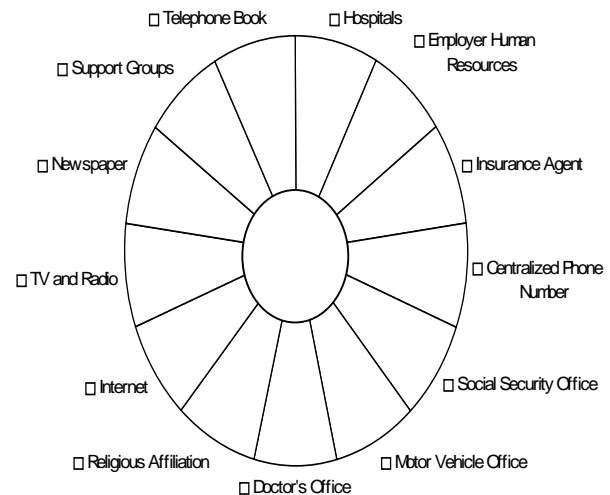 □ Telephone Book
□ Hospitals
□ Employer Human
Resources
□ Support Groups
□ Newspaper
□ Insurance Agent
□ Centralized Phone
Number
□ TV and Radio
□ Internet
□ Social Security Office
□ Religious Affiliation
□ Motor Vehicle Office
□ Doctor's Office